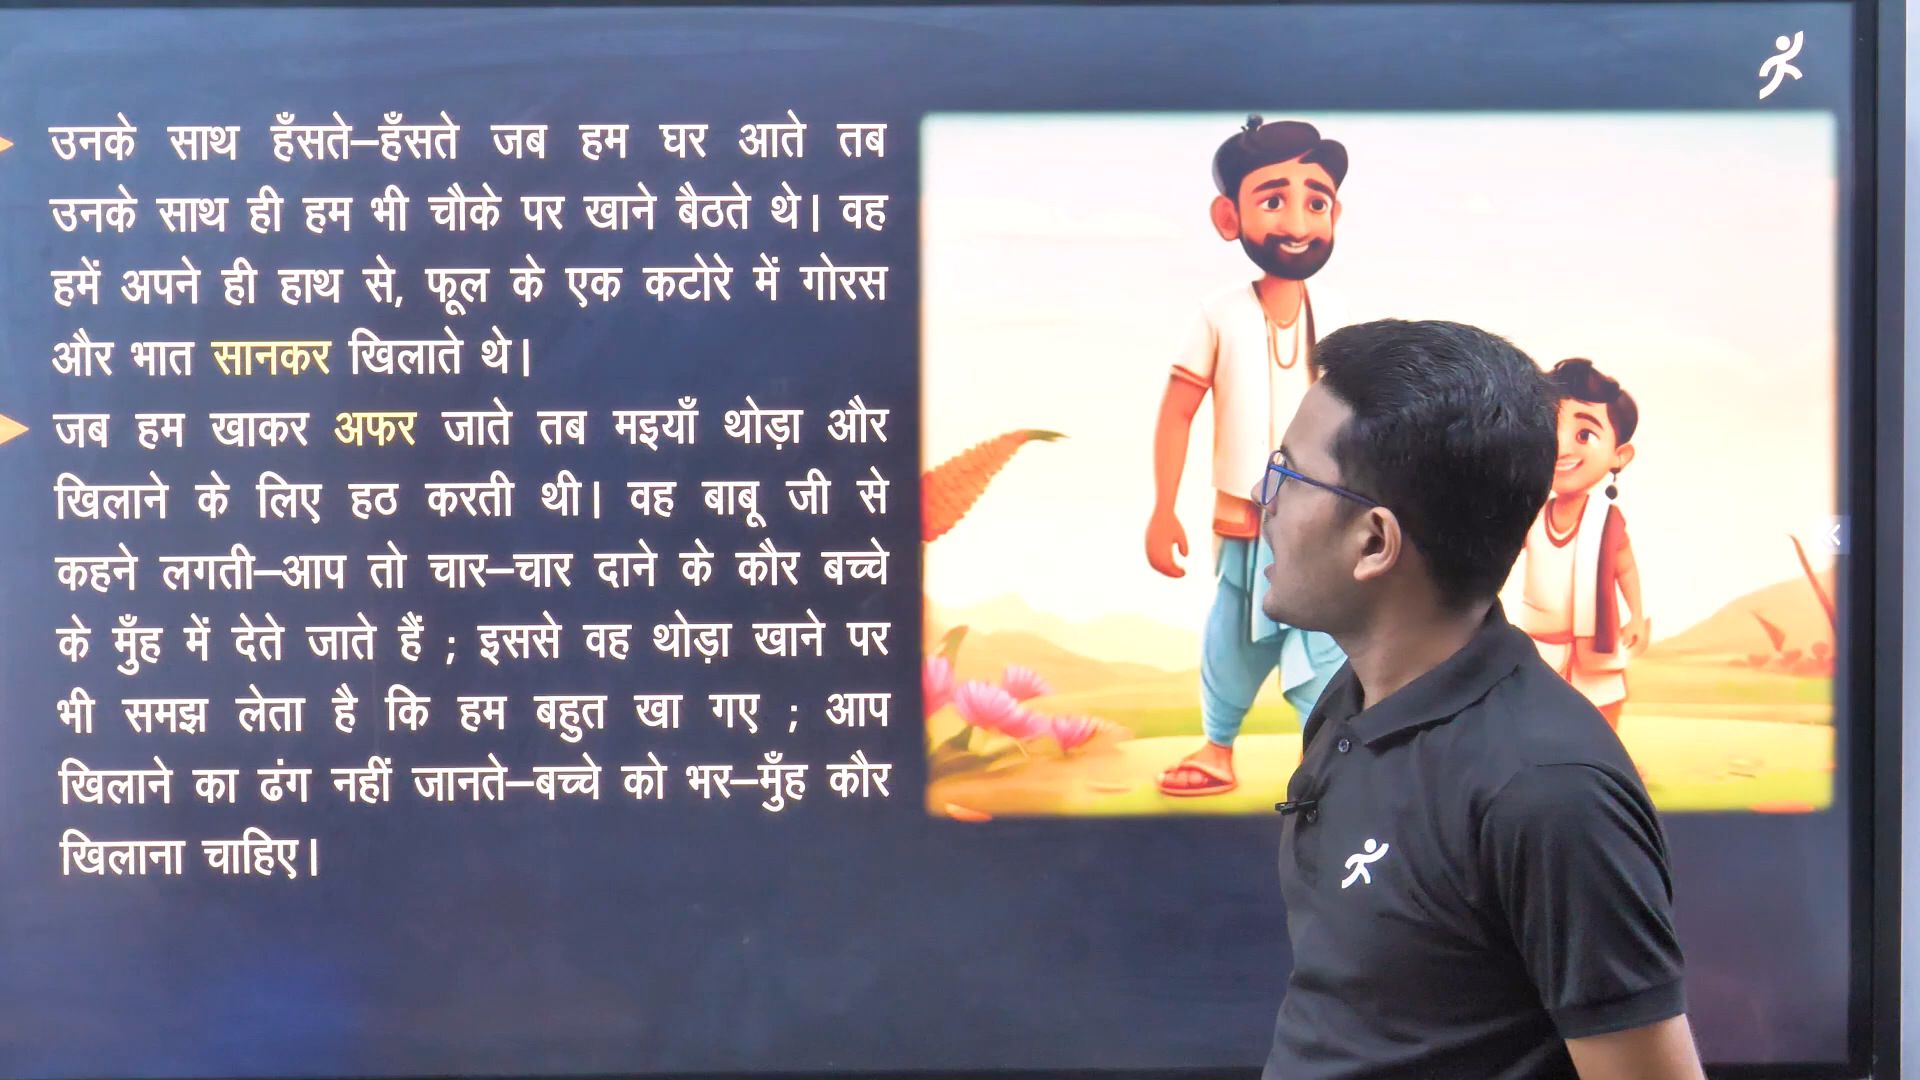 उनके साथ हँसते–हँसते जब हम घर आते तब
उनके साथ ही हम भी चौके पर खाने बैठते थे। वह
हमें अपने ही हाथ से, फूल के एक कटोरे में गोरस
और भात सानकर खिलाते थे।
जब हम खाकर अफर जाते तब मइयाँ थोड़ा और
खिलाने के लिए हठ करती थी। वह बाबू जी से
कहने लगती–आप तो चार–चार दाने के कौर बच्चे
के मुँह में देते जाते हैं ; इससे वह थोड़ा खाने पर
भी समझ लेता है कि हम बहुत खा गए ; आप
खिलाने का ढंग नहीं जानते–बच्चे को भर–मुँह कौर
खिलाना चाहिए।